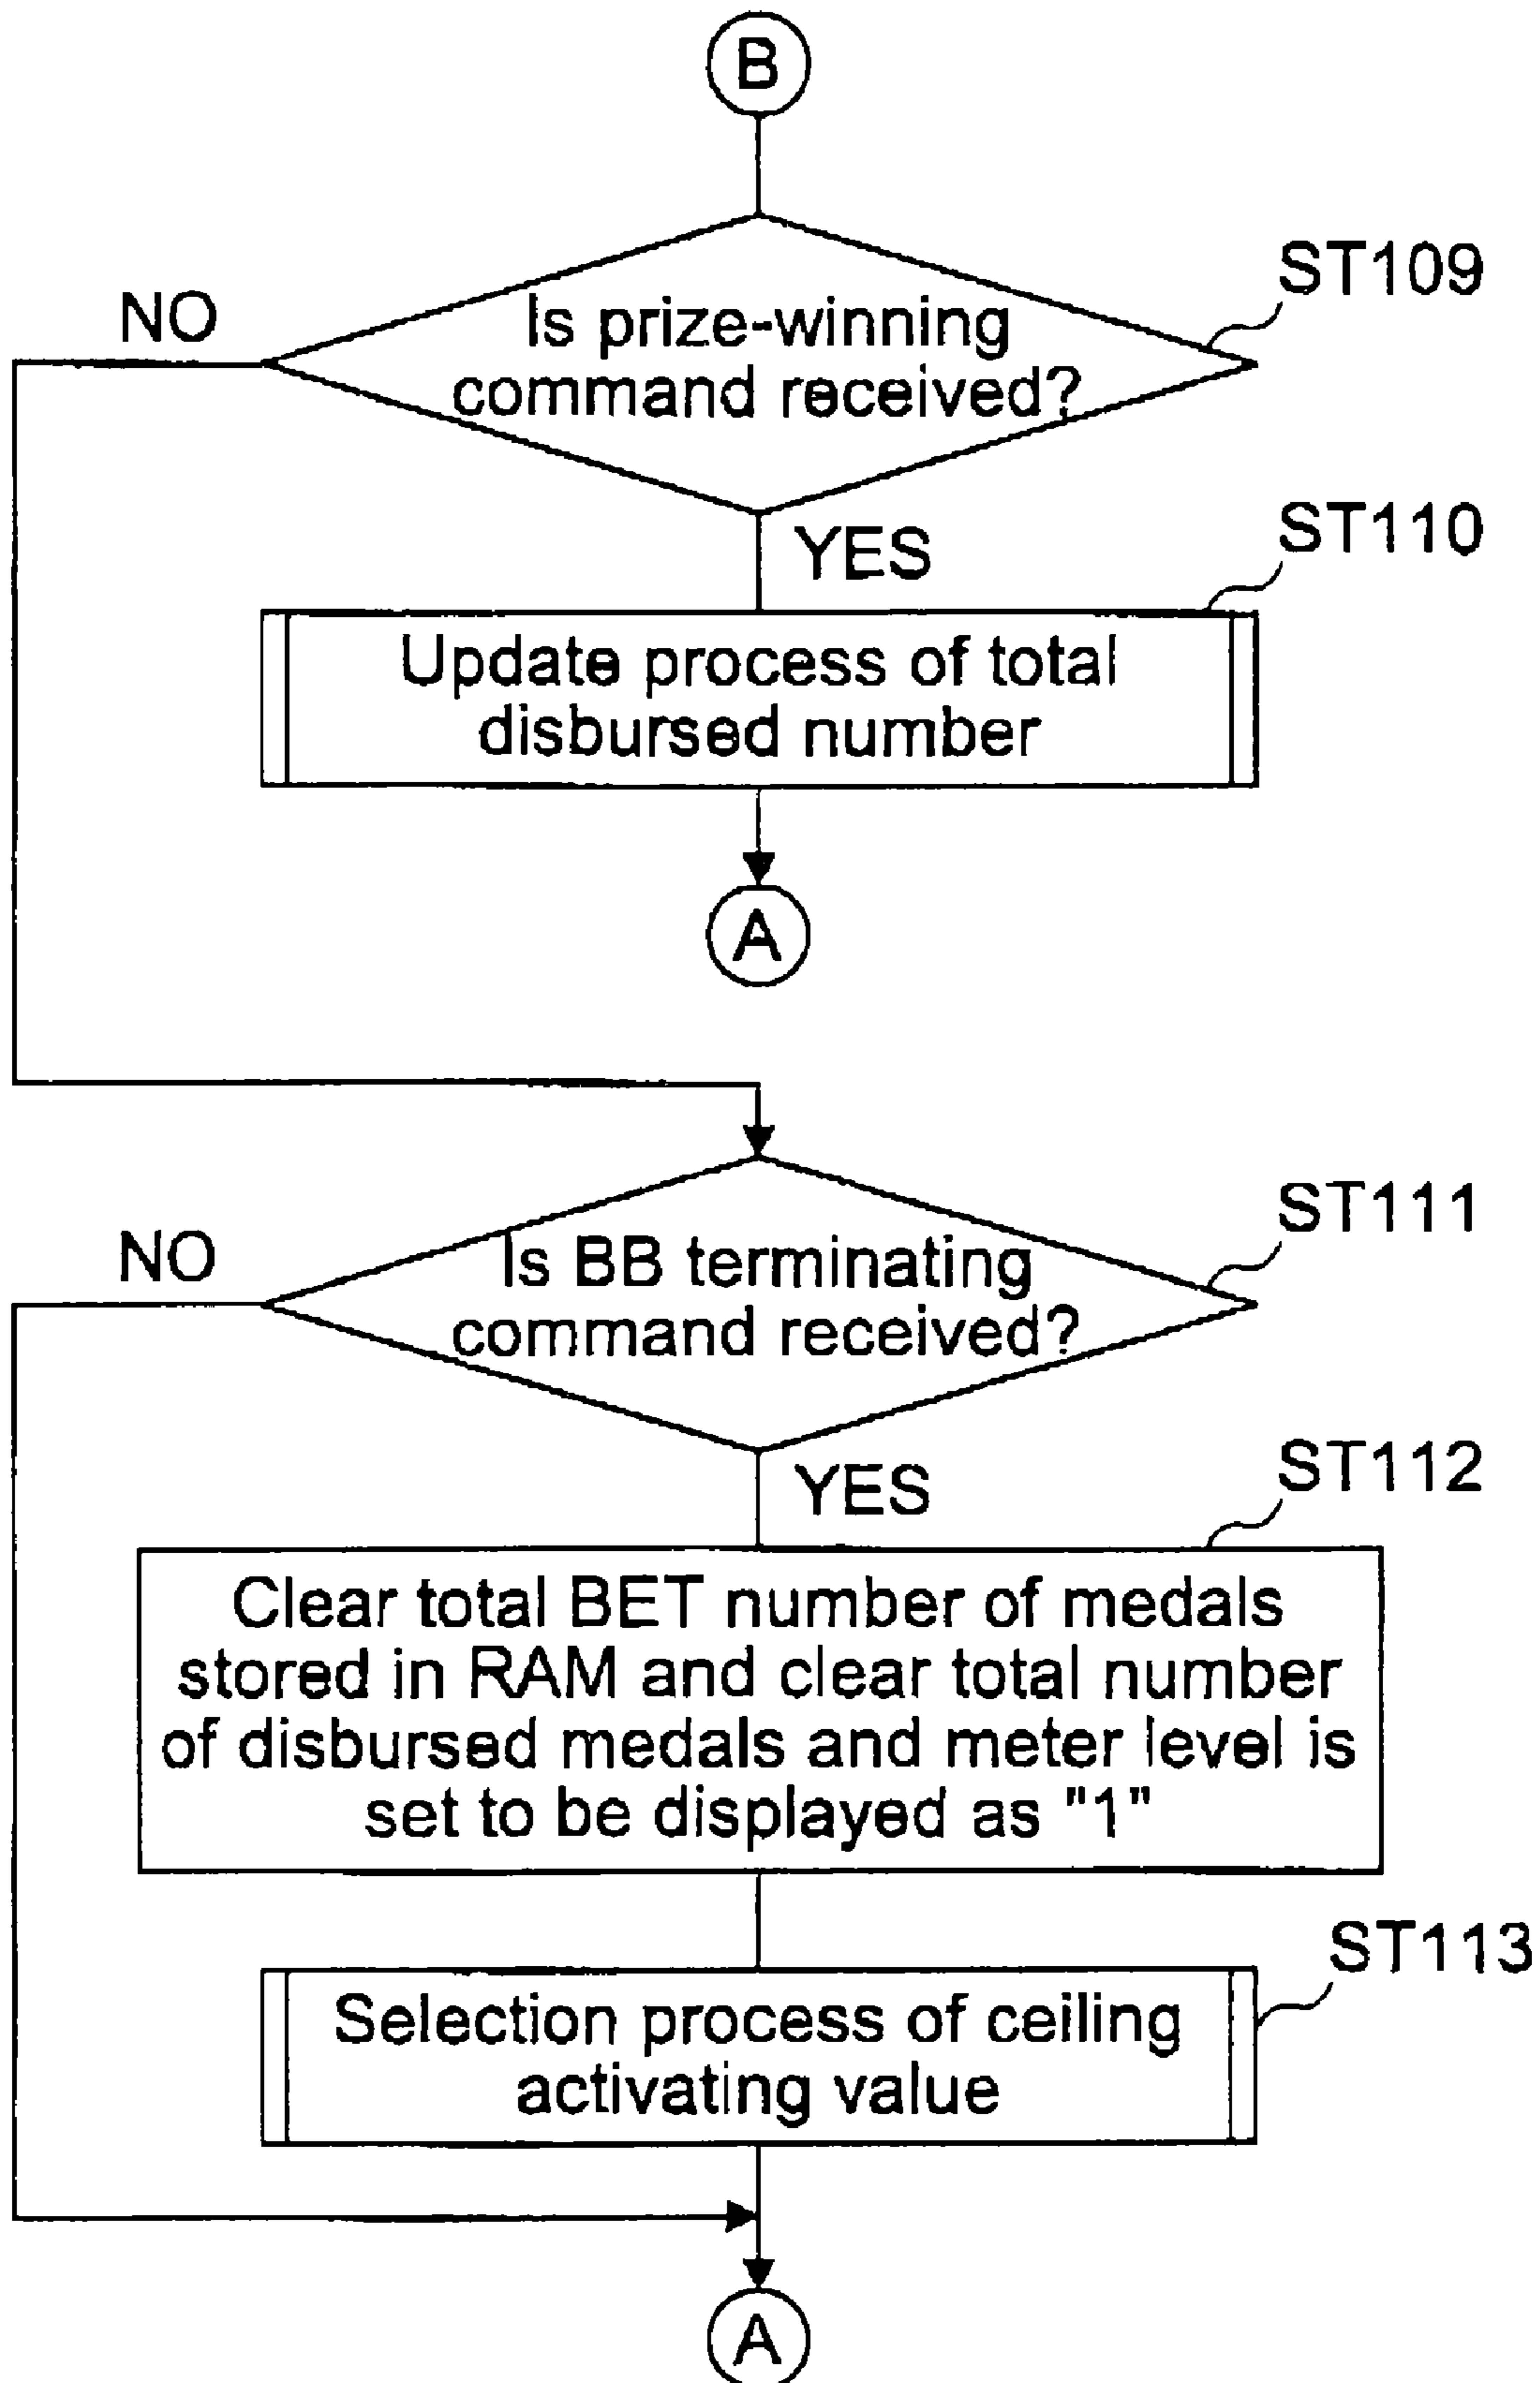 B
ST109
NO
Is prize-winning
command received?
YES
ST110
Update process of total
disbursed number
A
ST111
NO
Is BB terminating
command received?
YES
ST112
Clear total BET number of medals
stored in RAM and clear total number
of disbursed medals and meter level is
set to be displayed as "1"
ST113
Selection process of ceiling
activating value
A